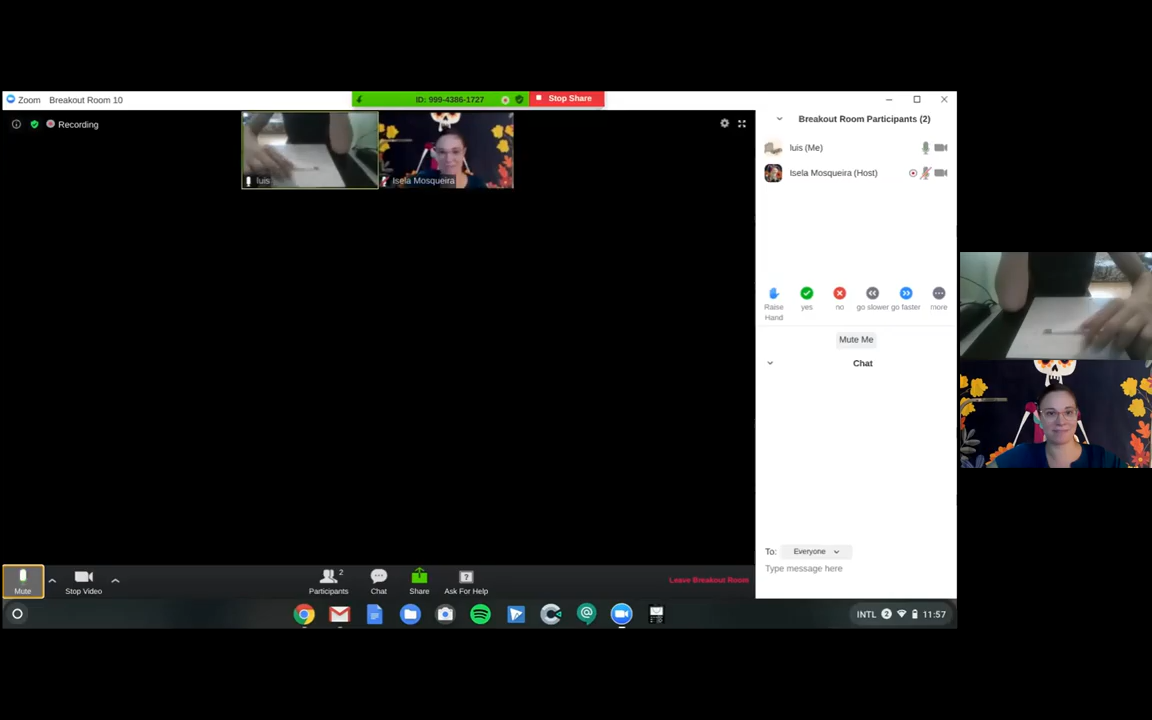 Zoom Breakout Room 10
ID: 999-4386-1727
Stop Share
Recording
luis
Isela Mosqueira
Breakout Room Participants (2)
luis (Me)
Isela Mosqueira (Host)
Raise Hand
yes
no
go slower
go faster
more
Mute Me
Chat
To: Everyone
Type message here
Mute
Stop Video
Participants
2
Chat
Share
Ask For Help
Leave Breakout Room
INTL 2 11:57